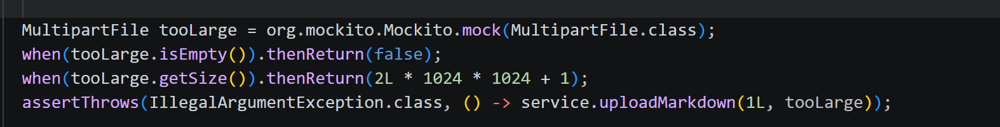 MultipartFile tooLarge = org.mockito.Mockito.mock(MultipartFile.class);
when(tooLarge.isEmpty()).thenReturn(false);
when(tooLarge.getSize()).thenReturn(2L * 1024 * 1024 + 1);
assertThrows(IllegalArgumentException.class, () -> service.uploadMarkdown(1L, tooLarge));